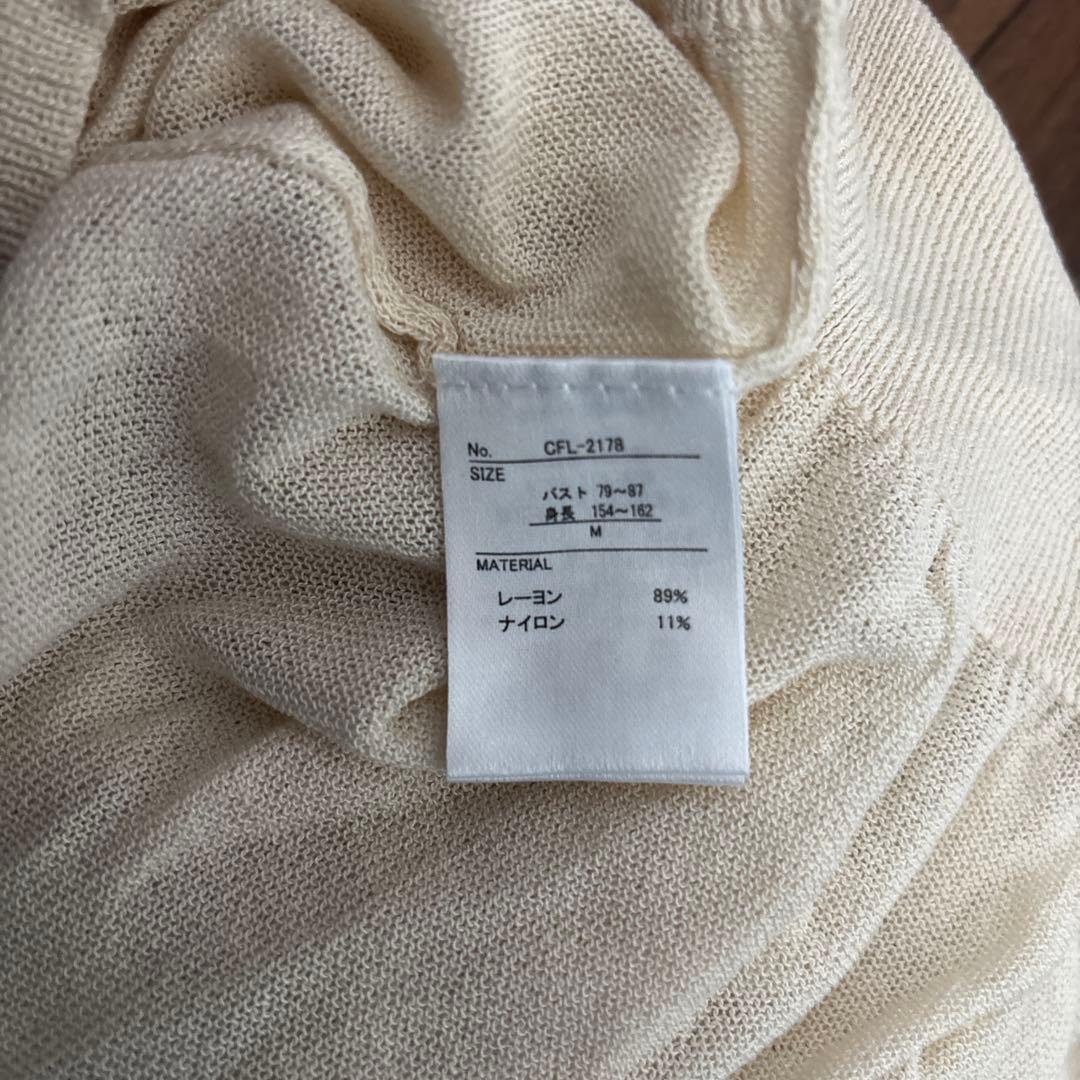 No. CFL-2178
SIZE
バスト 79〜87
身長 154〜162
M
MATERIAL
レーヨン 89%
ナイロン 11%